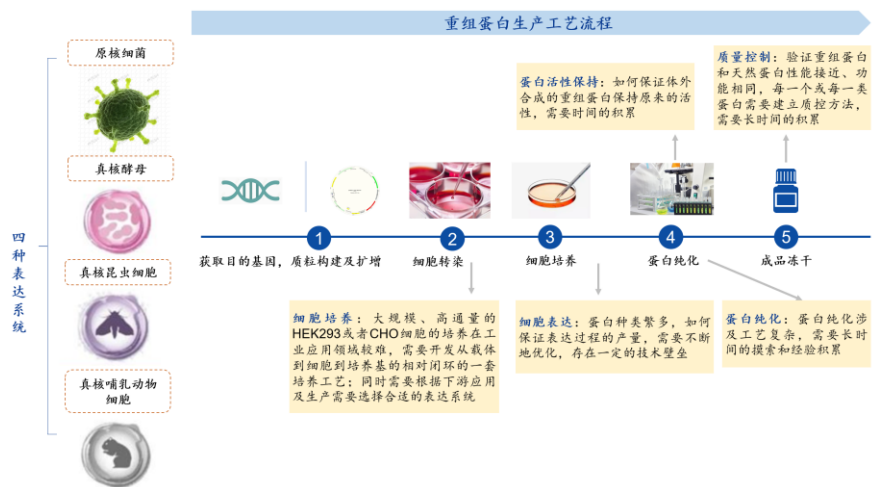 重组蛋白生产工艺流程
四种表达系统
原核细菌
真核酵母
真核昆虫细胞
真核哺乳动物
细胞
蛋白活性保持：如何保证体外
合成的重组蛋白保持原来的活
性，需要时间的积累
质量控制：验证重组蛋白
和天然蛋白性能接近、功
能相同，每一个或每一类
蛋白需要建立质控方法，
需要长时间的积累
1
2
3
4
5
获取目的基因，质粒构建及扩增
细胞转染
细胞培养
蛋白纯化
成品冻干
细胞培养：大规模、高通量的
HEK293或者CHO细胞的培养在工
业应用领域较难，需要开发从载体
到细胞到培养基的相对闭环的一套
培养工艺；同时需要根据下游应用
及生产需要选择合适的表达系统
细胞表达：蛋白种类繁多，如何
保证表达过程的产量，需要不断
地优化，存在一定的技术壁垒
蛋白纯化：蛋白纯化涉
及工艺复杂，需要长时
间的摸索和经验积累